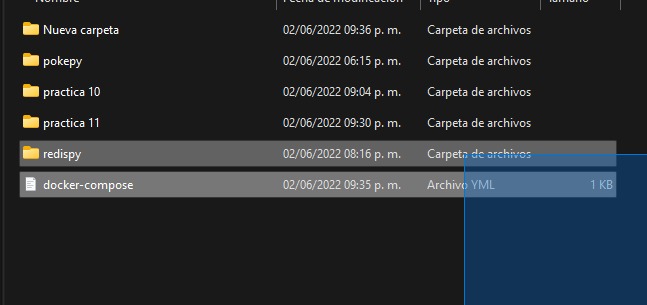 Nombre Fecha de modificación Tipo Tamaño
Nueva carpeta 02/06/2022 09:36 p. m. Carpeta de archivos
pokepy 02/06/2022 06:15 p. m. Carpeta de archivos
practica 10 02/06/2022 09:04 p. m. Carpeta de archivos
practica 11 02/06/2022 09:30 p. m. Carpeta de archivos
redispy 02/06/2022 08:16 p. m. Carpeta de archivos
docker-compose 02/06/2022 09:35 p. m. Archivo YML 1 KB